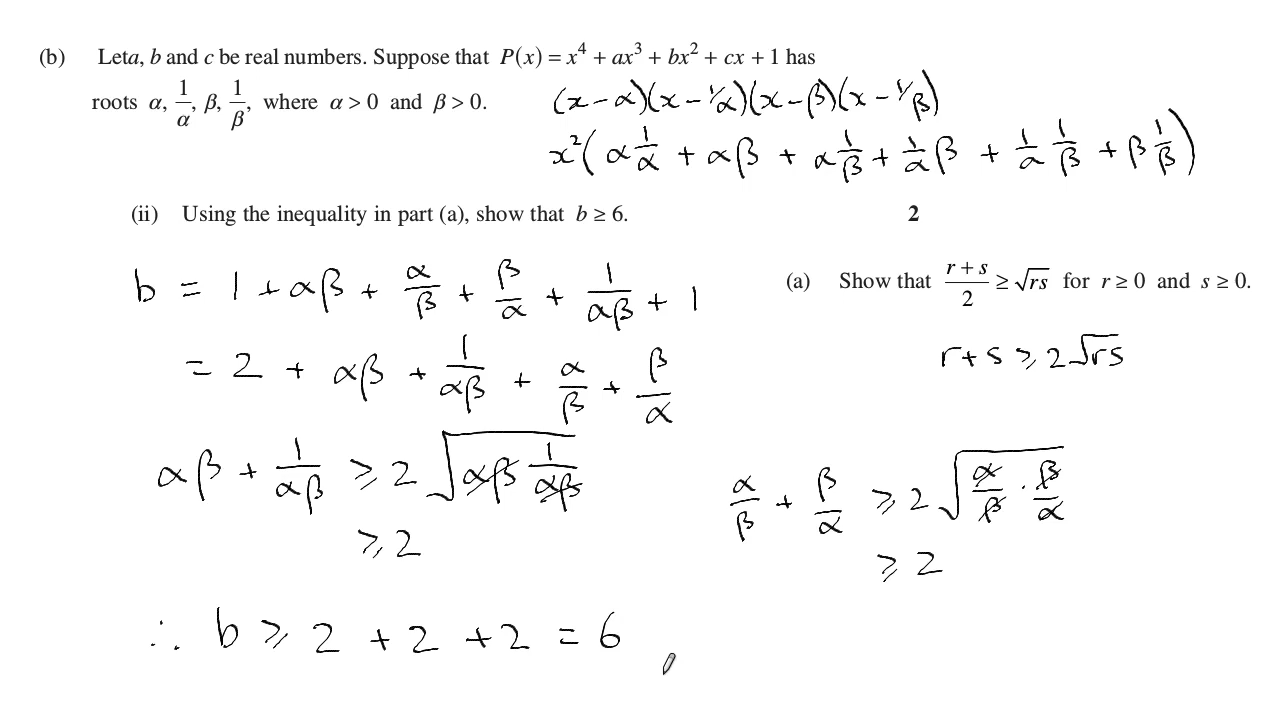 (b) Leta, b and c be real numbers. Suppose that P(x) = x⁴ + ax³ + bx² + cx + 1 has
roots α, 1/α, β, 1/β, where α > 0 and β > 0.
(x − α)(x − 1/α)(x − β)(x − 1/β)
x²(α 1/α + αβ + α 1/β + 1/α β + 1/α 1/β + β 1/β)
(ii) Using the inequality in part (a), show that b ≥ 6. 2
b = 1 + αβ + α/β + β/α + 1/αβ + 1
= 2 + αβ + 1/αβ + α/β + β/α
αβ + 1/αβ ≥ 2√(αβ 1/αβ)
≥ 2
(a) Show that (r + s)/2 ≥ √rs for r ≥ 0 and s ≥ 0.
r + s ≥ 2√rs
α/β + β/α ≥ 2√(α/β · β/α)
≥ 2
∴ b ≥ 2 + 2 + 2 = 6